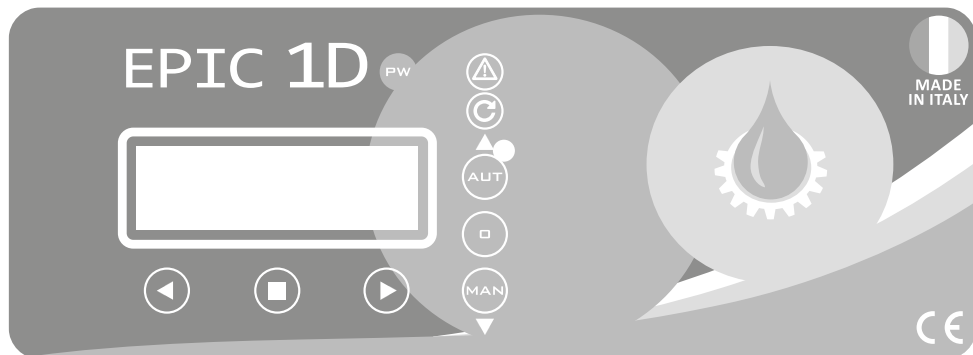 EPIC 1D
PW
MADE
IN ITALY
AUT
MAN
CE